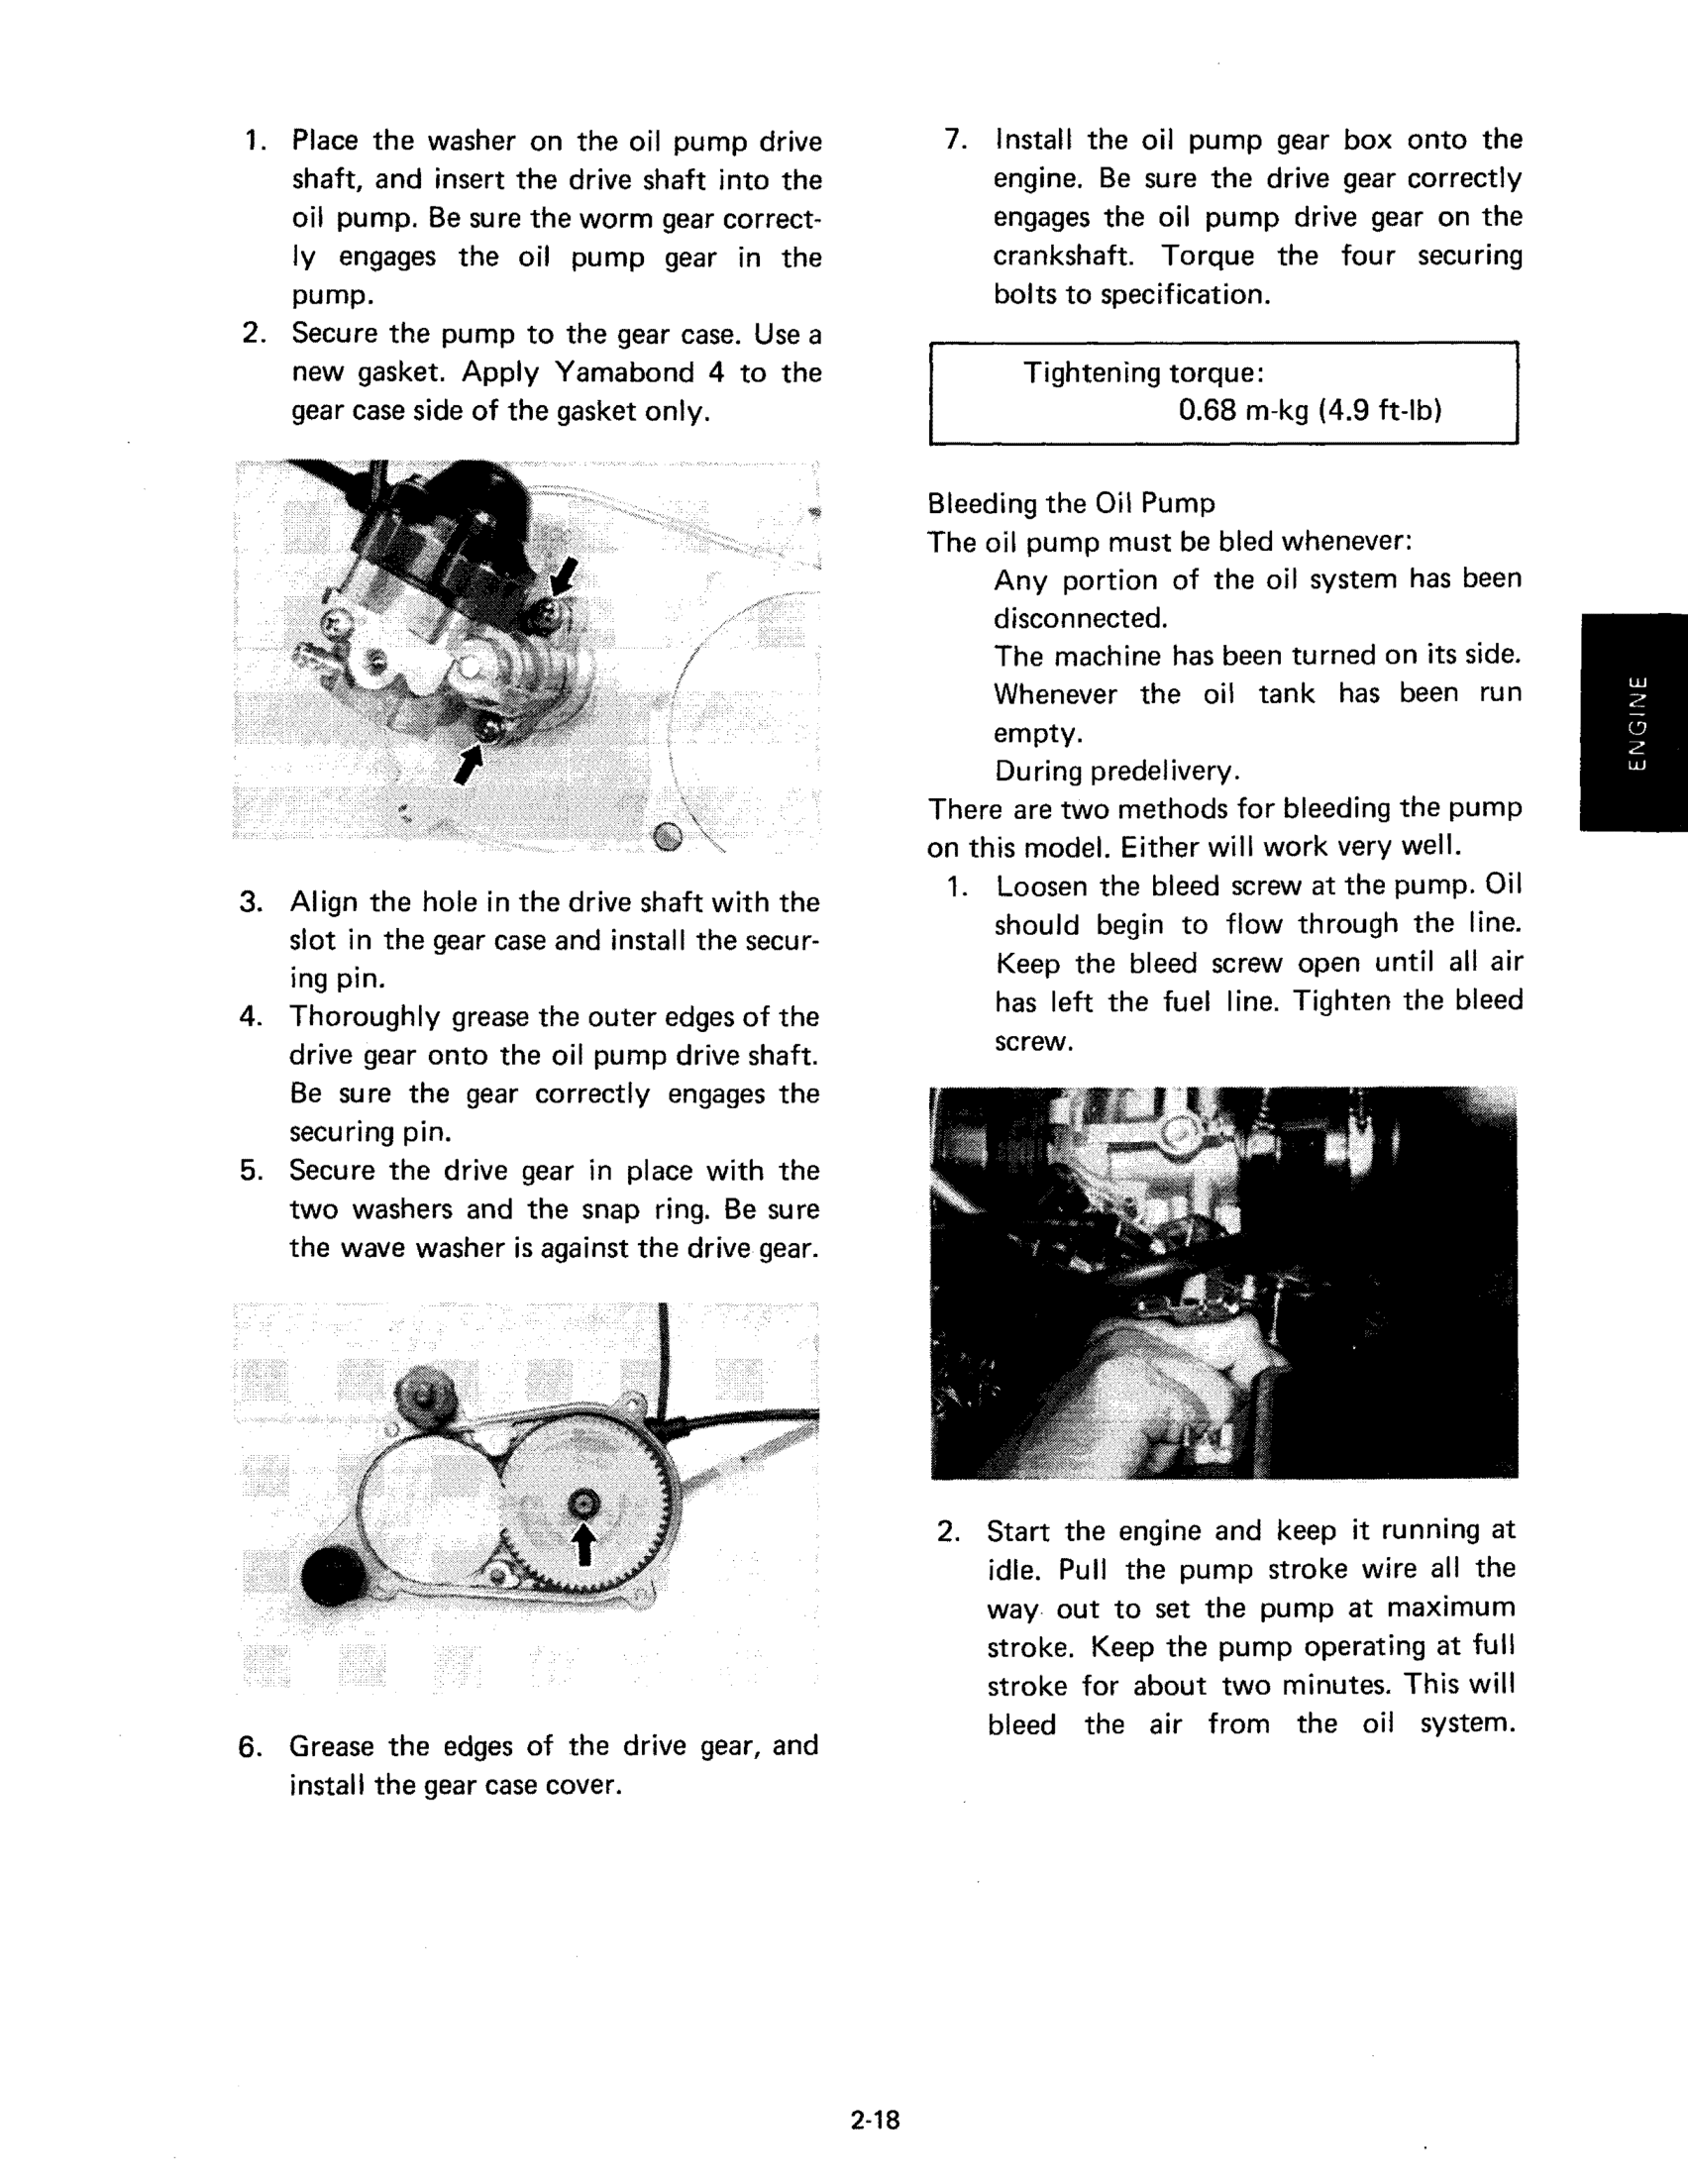 1. Place the washer on the oil pump drive
shaft, and insert the drive shaft into the
oil pump. Be sure the worm gear correct-
ly engages the oil pump gear in the
pump.
2. Secure the pump to the gear case. Use a
new gasket. Apply Yamabond 4 to the
gear case side of the gasket only.
3. Align the hole in the drive shaft with the
slot in the gear case and install the secur-
ing pin.
4. Thoroughly grease the outer edges of the
drive gear onto the oil pump drive shaft.
Be sure the gear correctly engages the
securing pin.
5. Secure the drive gear in place with the
two washers and the snap ring. Be sure
the wave washer is against the drive gear.
6. Grease the edges of the drive gear, and
install the gear case cover.
7. Install the oil pump gear box onto the
engine. Be sure the drive gear correctly
engages the oil pump drive gear on the
crankshaft. Torque the four securing
bolts to specification.
Tightening torque:
0.68 m-kg (4.9 ft-lb)
Bleeding the Oil Pump
The oil pump must be bled whenever:
Any portion of the oil system has been
disconnected.
The machine has been turned on its side.
Whenever the oil tank has been run
empty.
During predelivery.
There are two methods for bleeding the pump
on this model. Either will work very well.
1. Loosen the bleed screw at the pump. Oil
should begin to flow through the line.
Keep the bleed screw open until all air
has left the fuel line. Tighten the bleed
screw.
2. Start the engine and keep it running at
idle. Pull the pump stroke wire all the
way out to set the pump at maximum
stroke. Keep the pump operating at full
stroke for about two minutes. This will
bleed the air from the oil system.
ENGINE
2-18